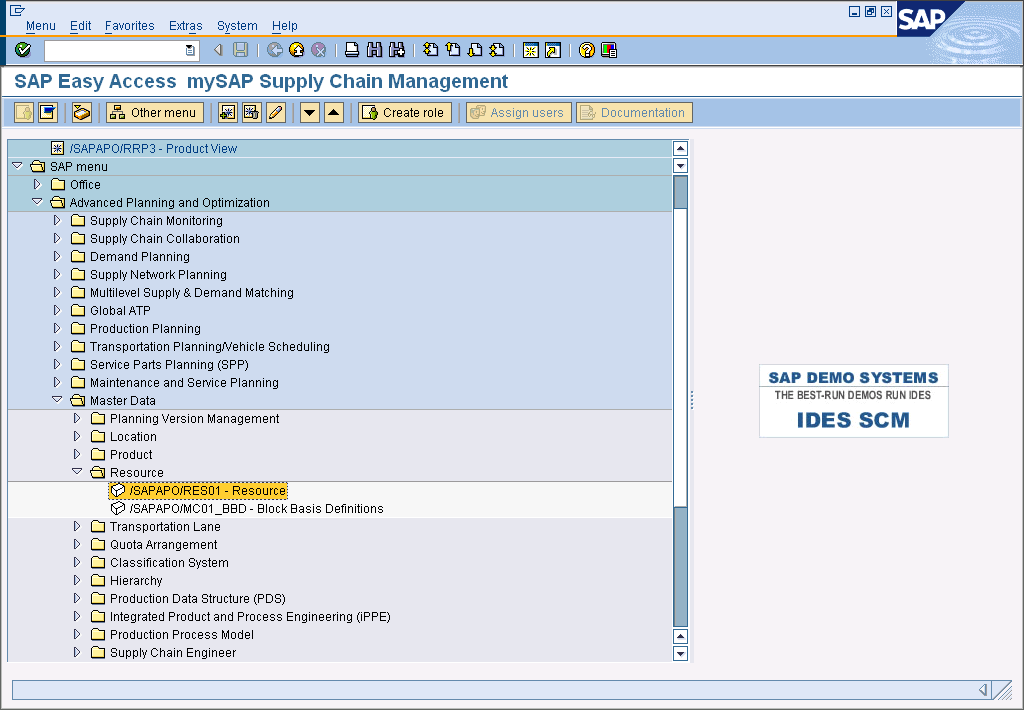 Menu Edit Favorites Extras System Help
SAP
SAP Easy Access mySAP Supply Chain Management
Other menu Create role Assign users Documentation
/SAPAPO/RRP3 - Product View
SAP menu
Office
Advanced Planning and Optimization
Supply Chain Monitoring
Supply Chain Collaboration
Demand Planning
Supply Network Planning
Multilevel Supply & Demand Matching
Global ATP
Production Planning
Transportation Planning/Vehicle Scheduling
Service Parts Planning (SPP)
Maintenance and Service Planning
Master Data
Planning Version Management
Location
Product
Resource
/SAPAPO/RES01 - Resource
/SAPAPO/MC01_BBD - Block Basis Definitions
Transportation Lane
Quota Arrangement
Classification System
Hierarchy
Production Data Structure (PDS)
Integrated Product and Process Engineering (iPPE)
Production Process Model
Supply Chain Engineer
SAP DEMO SYSTEMS
THE BEST-RUN DEMOS RUN IDES
IDES SCM